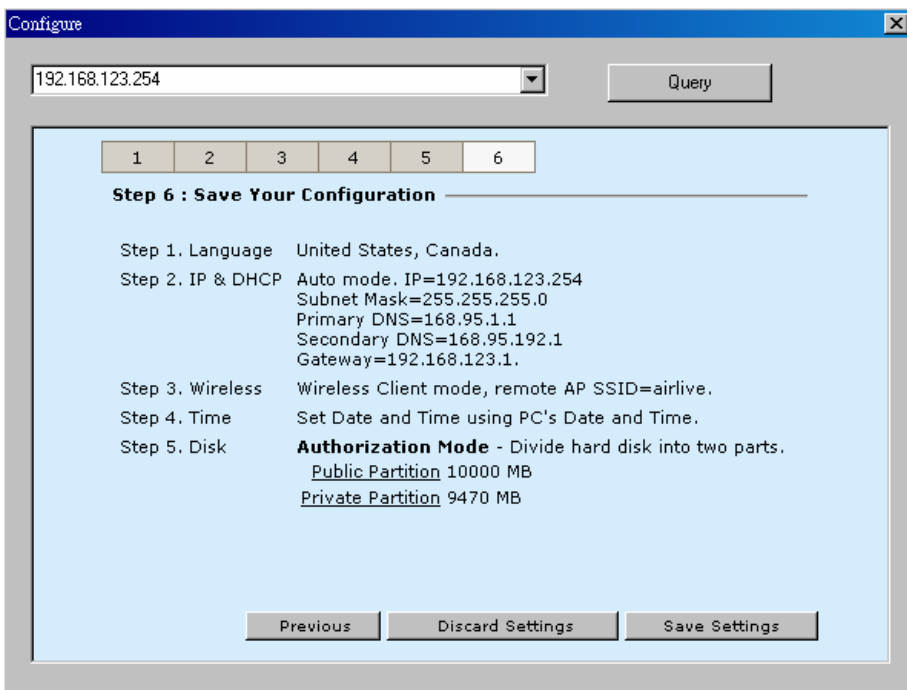 Configure
192.168.123.254
Query
1 2 3 4 5 6
Step 6 : Save Your Configuration
Step 1. Language United States, Canada.
Step 2. IP & DHCP Auto mode. IP=192.168.123.254
Subnet Mask=255.255.255.0
Primary DNS=168.95.1.1
Secondary DNS=168.95.192.1
Gateway=192.168.123.1.
Step 3. Wireless Wireless Client mode, remote AP SSID=airlive.
Step 4. Time Set Date and Time using PC's Date and Time.
Step 5. Disk Authorization Mode - Divide hard disk into two parts.
Public Partition 10000 MB
Private Partition 9470 MB
Previous Discard Settings Save Settings